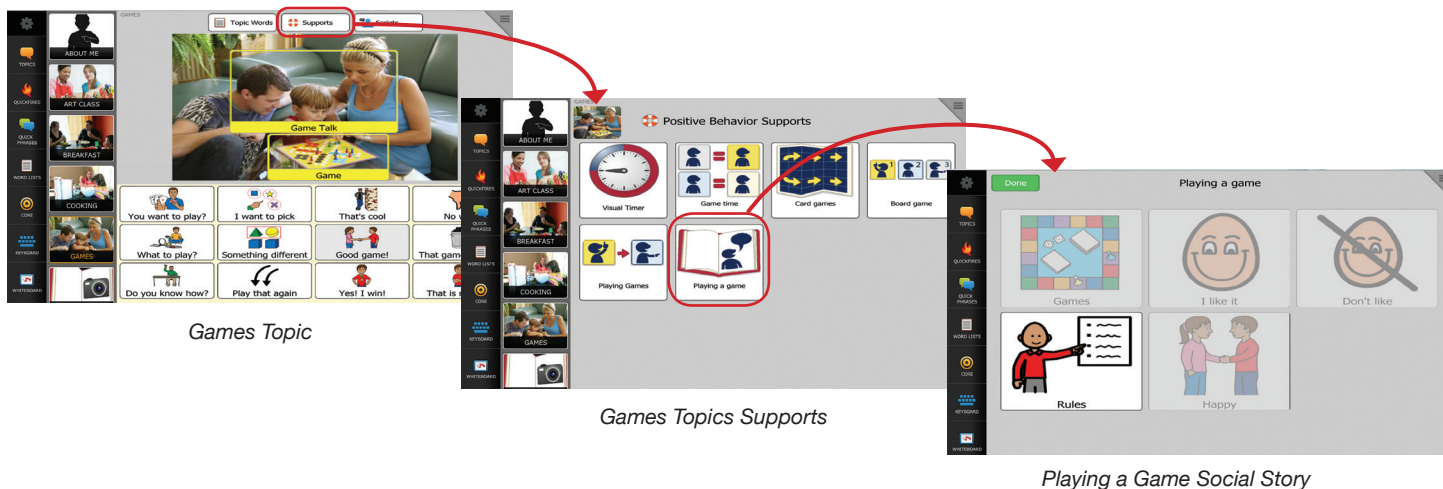 GAMES
Topic Words
Supports
Scripts
TOPICS
QUICKFIRES
QUICK
PHRASES
WORD LISTS
CORE
KEYBOARD
WHITEBOARD
ABOUT ME
ART CLASS
BREAKFAST
COOKING
GAMES
Game Talk
Game
You want to play?
I want to pick
That's cool
No
What to play?
Something different
Good game!
That gam
Do you know how?
Play that again
Yes! I win!
That is
Games Topic
GAMES
Positive Behavior Supports
TOPICS
QUICKFIRES
QUICK
PHRASES
WORD LISTS
CORE
KEYBOARD
WHITEBOARD
ABOUT ME
ART CLASS
BREAKFAST
COOKING
GAMES
Visual Timer
Game time
Card games
1 2 3
Board game
Playing Games
Playing a game
Games Topics Supports
Done
Playing a game
TOPICS
QUICKFIRES
QUICK
PHRASES
WORD LISTS
CORE
KEYBOARD
WHITEBOARD
Games
I like it
Don't like
Rules
Happy
Playing a Game Social Story